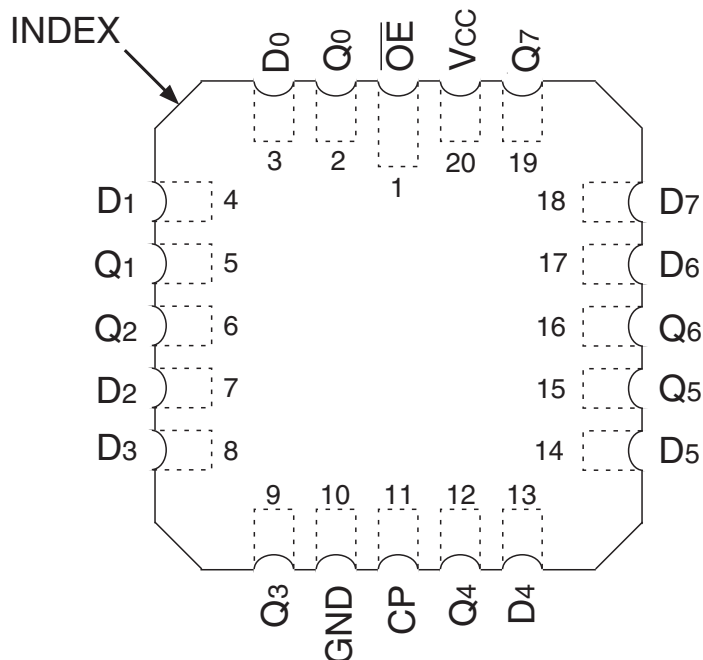 INDEX
D0 Q0 O̅E̅ VCC Q7
3 2 1 20 19
D1 4 18 D7
Q1 5 17 D6
Q2 6 16 Q6
D2 7 15 Q5
D3 8 14 D5
9 10 11 12 13
Q3 GND CP Q4 D4